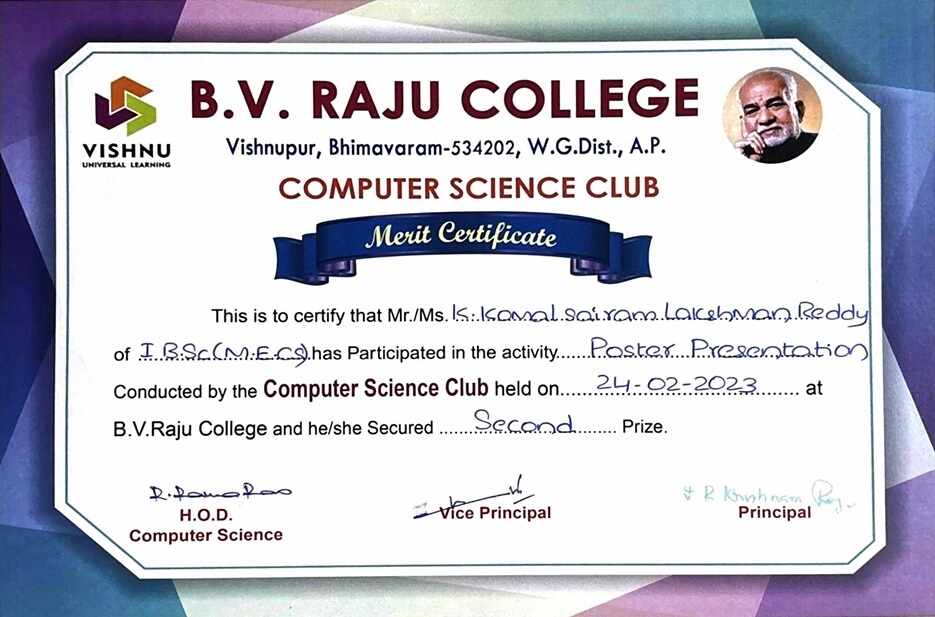 B.V. RAJU COLLEGE
VISHNU
UNIVERSAL LEARNING
Vishnupur, Bhimavaram-534202, W.G.Dist., A.P.
COMPUTER SCIENCE CLUB
Merit Certificate
This is to certify that Mr./Ms. K. Komal Sairam Lakshman Reddy
of I.B.Sc(M.E.Cs) has Participated in the activity......Poster Presentation
Conducted by the Computer Science Club held on......24-02-2023...... at
B.V.Raju College and he/she Secured ......Second...... Prize.
R. Rama Rao
H.O.D.
Computer Science
Vice Principal
Principal